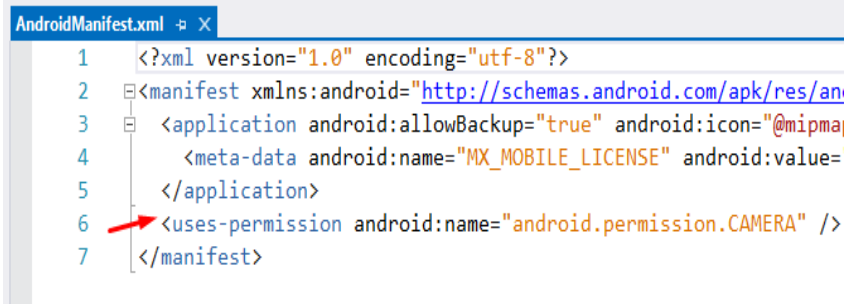 AndroidManifest.xml
1 <?xml version="1.0" encoding="utf-8"?>
2 <manifest xmlns:android="http://schemas.android.com/apk/res/an
3 <application android:allowBackup="true" android:icon="@mipma
4 <meta-data android:name="MX_MOBILE_LICENSE" android:value=
5 </application>
6 <uses-permission android:name="android.permission.CAMERA" />
7 </manifest>